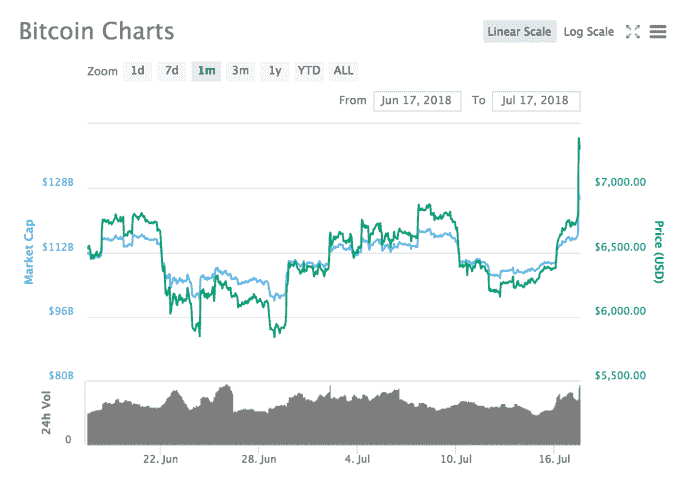 Bitcoin Charts
Linear Scale Log Scale
Zoom 1d 7d 1m 3m 1y YTD ALL
From Jun 17, 2018 To Jul 17, 2018
$128B $7,000.00
$112B $6,500.00
$96B $6,000.00
$80B $5,500.00
Market Cap
Price (USD)
24h Vol
0
22. Jun 28. Jun 4. Jul 10. Jul 16. Jul